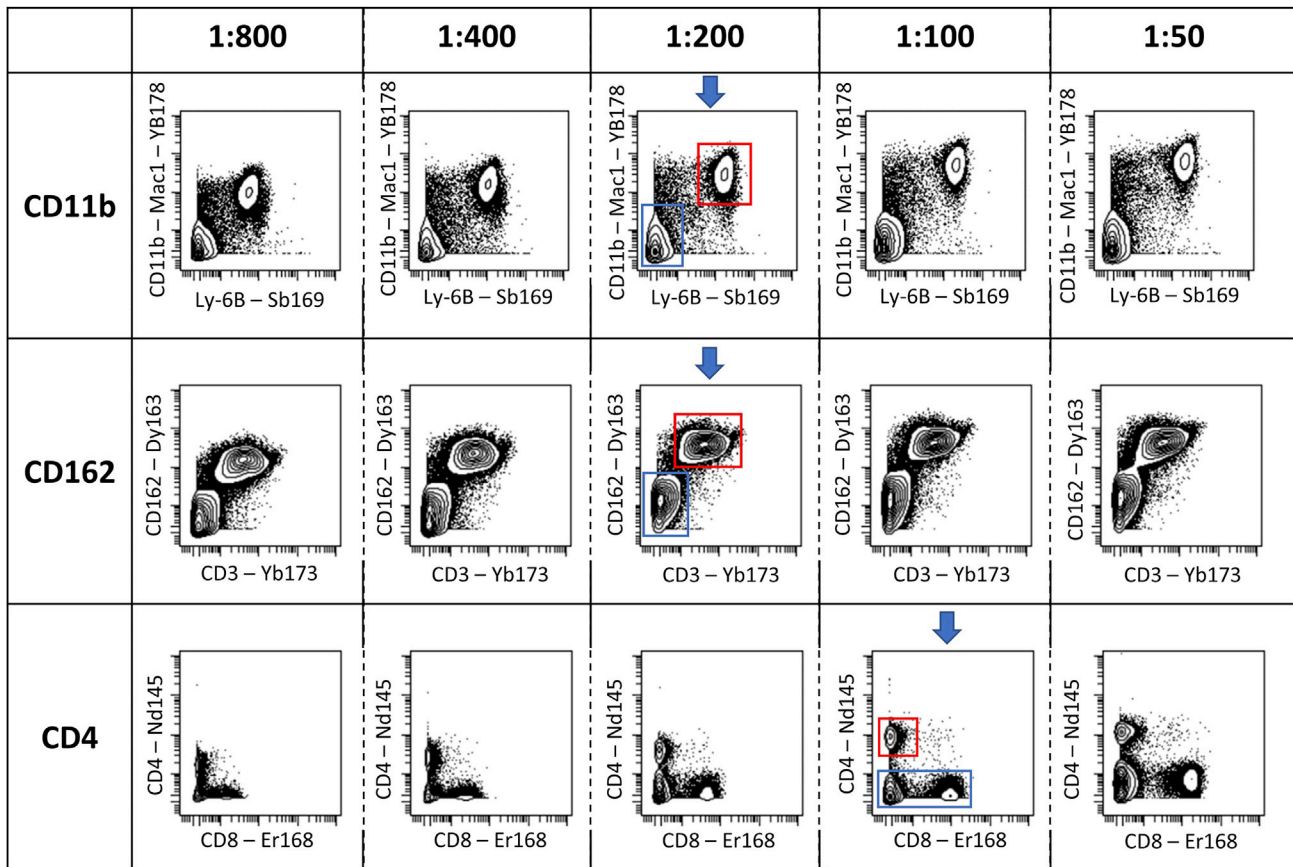 1:800
1:400
1:200
1:100
1:50
CD11b
CD11b – Mac1 – YB178
Ly-6B – Sb169
CD11b – Mac1 – YB178
Ly-6B – Sb169
CD11b – Mac1 – YB178
Ly-6B – Sb169
CD11b – Mac1 – YB178
Ly-6B – Sb169
CD11b – Mac1 – YB178
Ly-6B – Sb169
CD162
CD162 – Dy163
CD3 – Yb173
CD162 – Dy163
CD3 – Yb173
CD162 – Dy163
CD3 – Yb173
CD162 – Dy163
CD3 – Yb173
CD162 – Dy163
CD3 – Yb173
CD4
CD4 – Nd145
CD8 – Er168
CD4 – Nd145
CD8 – Er168
CD4 – Nd145
CD8 – Er168
CD4 – Nd145
CD8 – Er168
CD4 – Nd145
CD8 – Er168